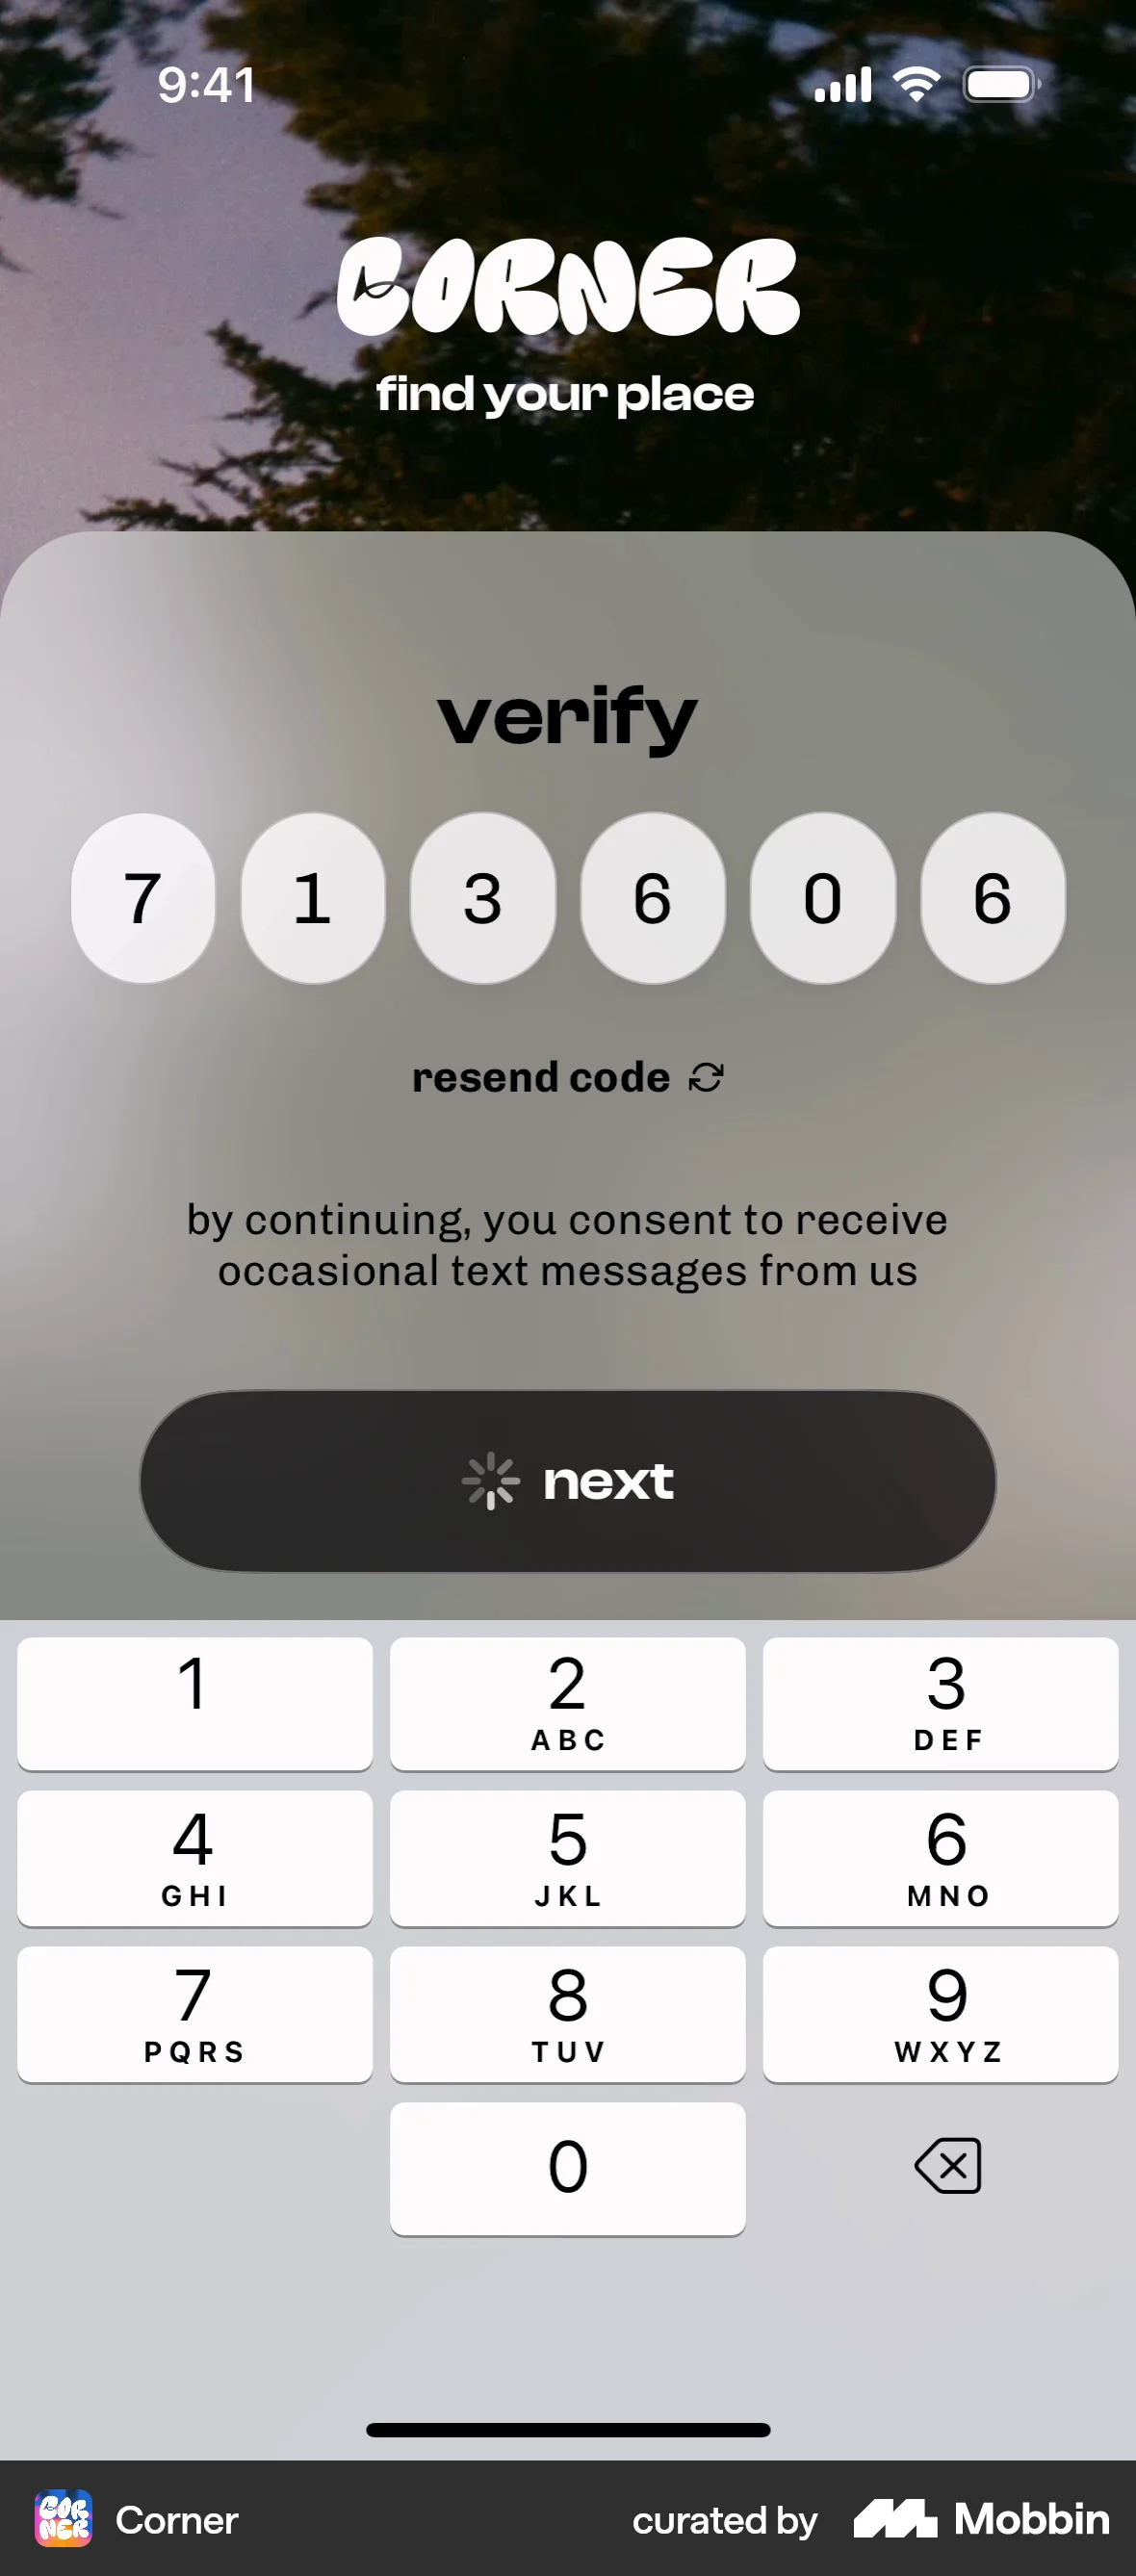 9:41
CORNER
find your place
verify
7 1 3 6 0 6
resend code
by continuing, you consent to receive
occasional text messages from us
next
1 2 3
ABC DEF
4 5 6
GHI JKL MNO
7 8 9
PQRS TUV WXYZ
0
COR
NER
Corner curated by Mobbin